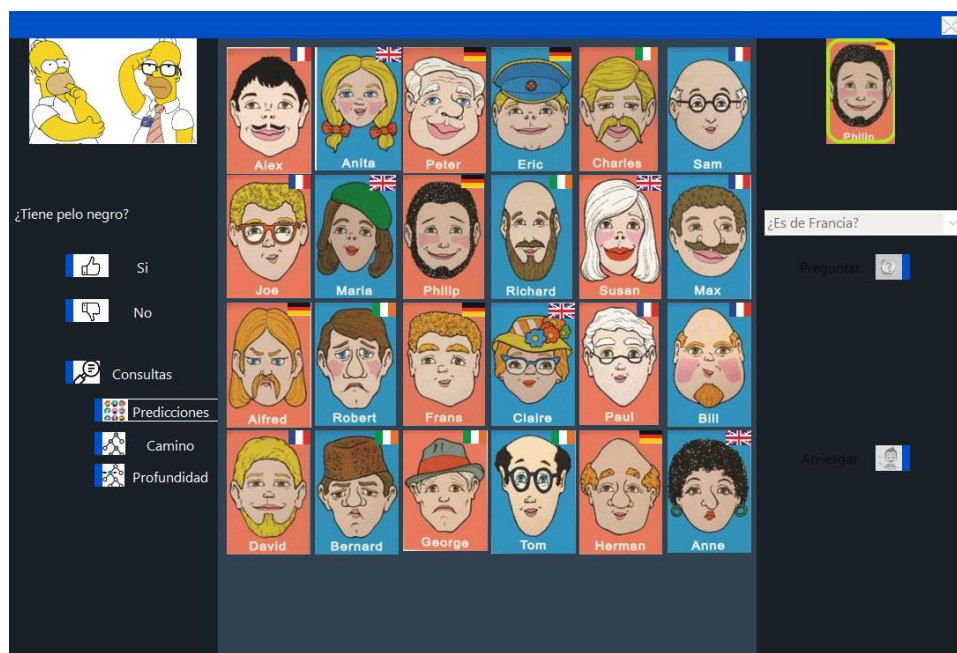 ¿Tiene pelo negro?
Si
No
Consultas
Predicciones
Camino
Profundidad
Alex
Anita
Peter
Eric
Charles
Sam
Joe
Maria
Philip
Richard
Susan
Max
Alfred
Robert
Frans
Claire
Paul
Bill
David
Bernard
George
Tom
Herman
Anne
Philip
¿Es de Francia?
Preguntar
Arriesgar